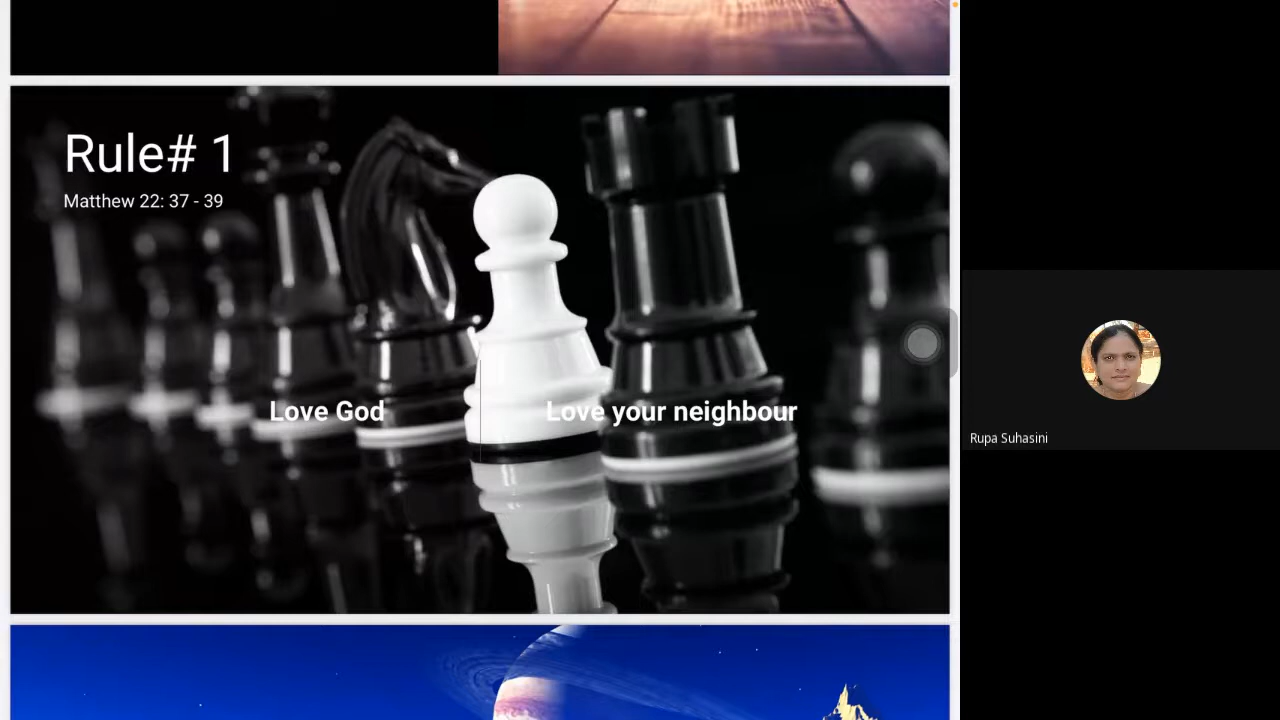 Rule# 1
Matthew 22: 37 - 39
Love God
Love your neighbour
Rupa Suhasini